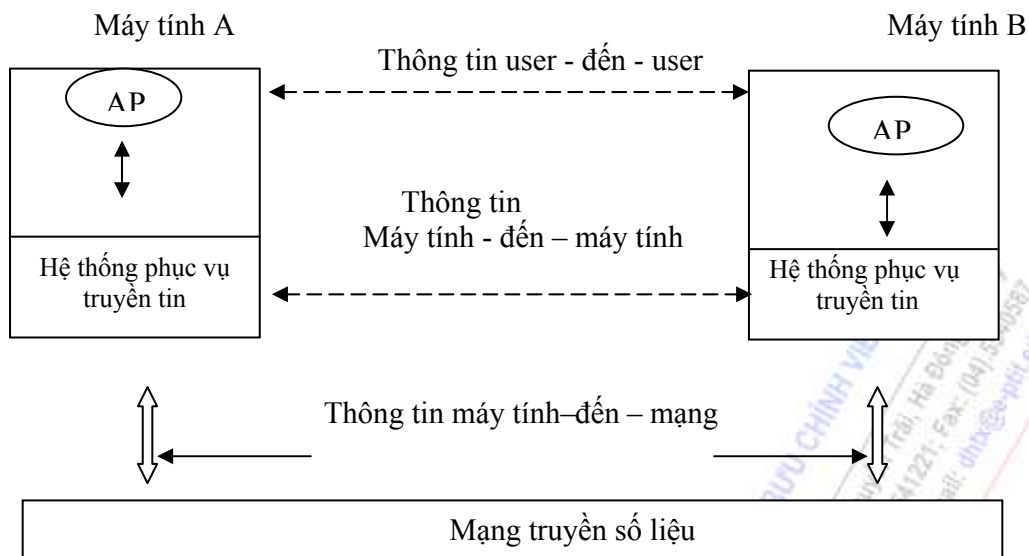 Máy tính A
Máy tính B
Thông tin user - đến - user
AP
AP
Thông tin
Máy tính - đến – máy tính
Hệ thống phục vụ
truyền tin
Hệ thống phục vụ
truyền tin
Thông tin máy tính–đến – mạng
Mạng truyền số liệu